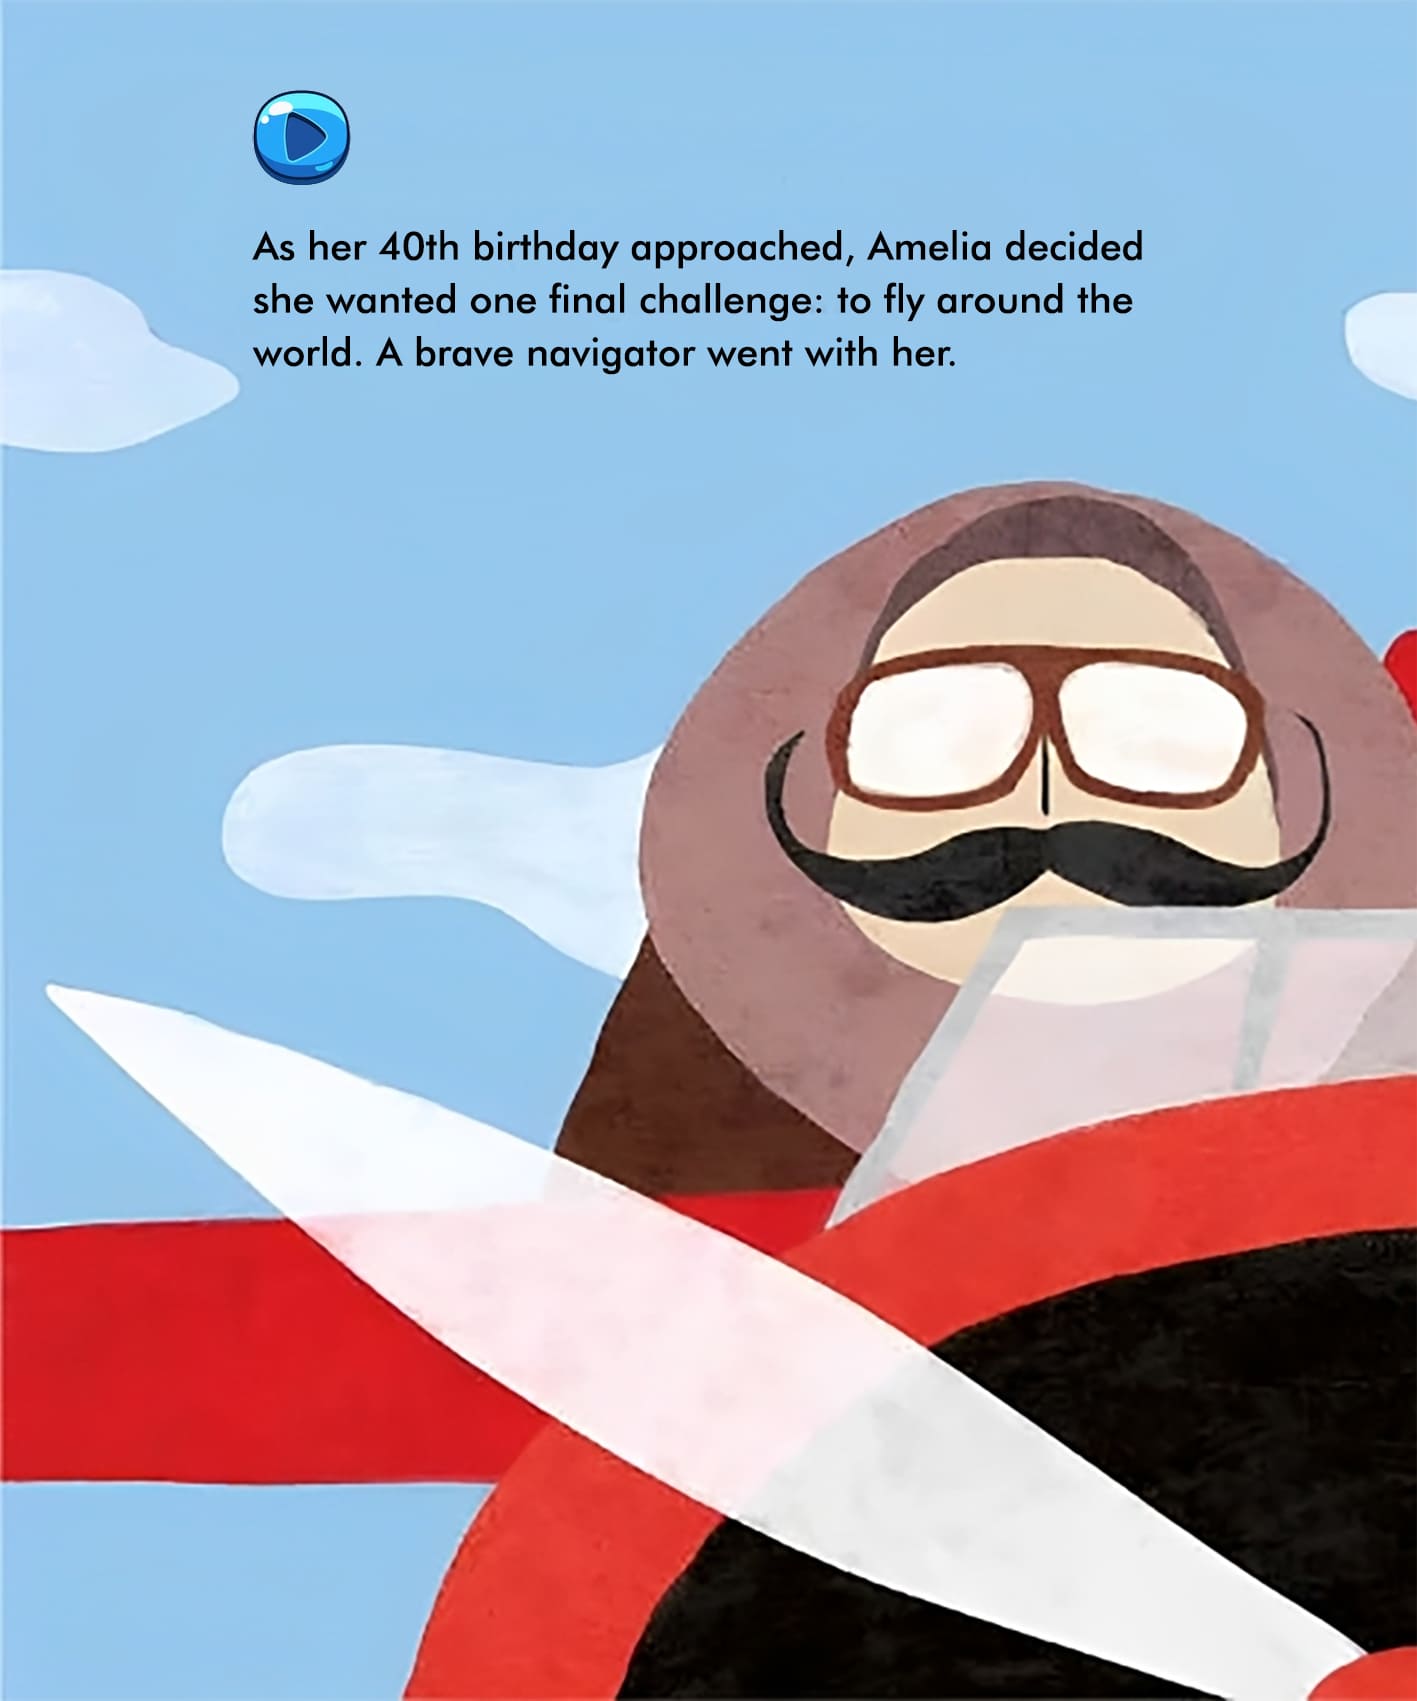 As her 40th birthday approached, Amelia decided
she wanted one final challenge: to fly around the
world. A brave navigator went with her.